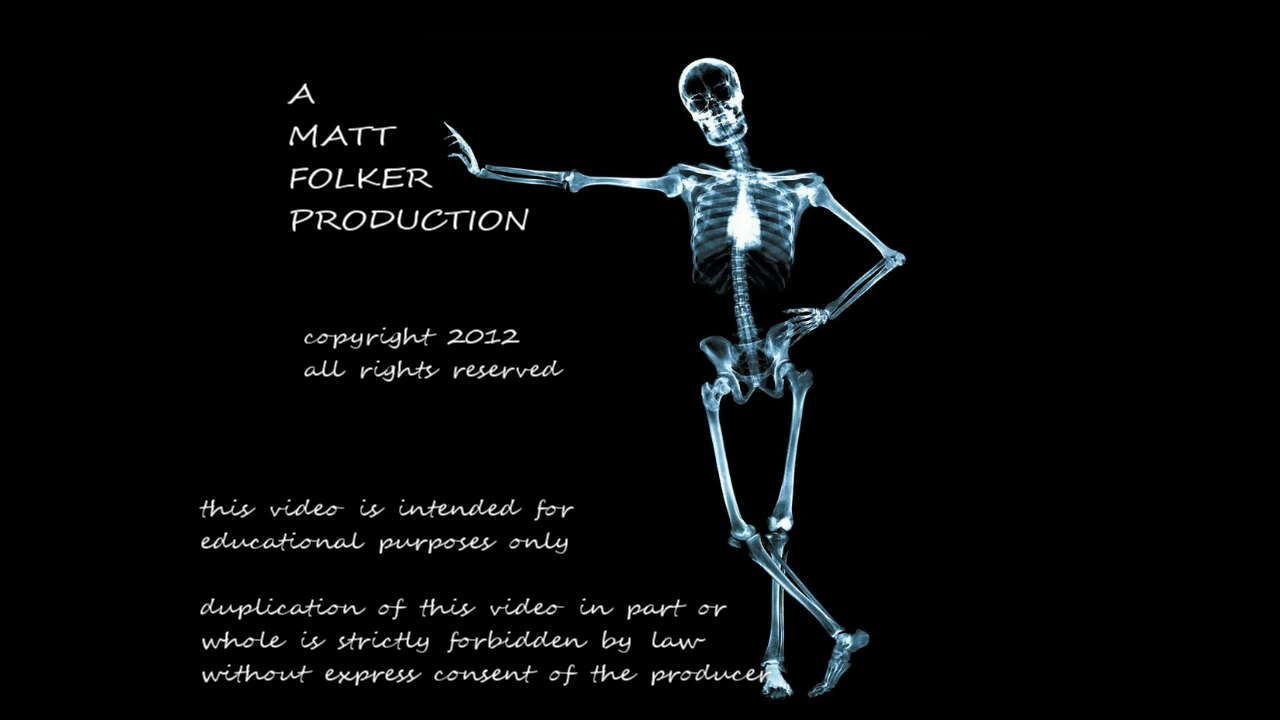 A
MATT
FOLKER
PRODUCTION
copyright 2012
all rights reserved
this video is intended for
educational purposes only
duplication of this video in part or
whole is strictly forbidden by law
without express consent of the producer